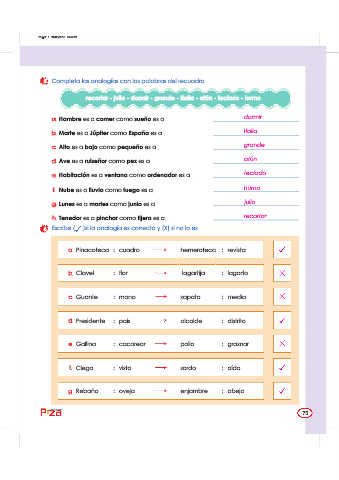 Completa las analogías con las palabras del recuadro.
recortar - julio - dormir - grande - Italia - atún - teclado - humo
a. Hambre es a comer como sueño es a dormir
b. Marte es a Júpiter como España es a Italia
c. Alto es a bajo como pequeño es a grande
d. Ave es a ruiseñor como pez es a atún
e. Habitación es a ventana como ordenador es a teclado
f. Nube es a lluvia como fuego es a humo
g. Lunes es a martes como junio es a julio
h. Tenedor es a pinchar como tijera es a recortar
Escribe (✓) si la analogía es correcta y (X) si no lo es.
a. Pinacoteca : cuadro → hemeroteca : revista ✓
b. Clavel : flor → lagartija : lagarto X
c. Guante : mano → zapato : media X
d. Presidente : país → alcalde : distrito ✓
e. Gallina : cacarear → pollo : graznar X
f. Ciego : vista → sordo : oído ✓
g. Rebaño : oveja → enjambre : abeja ✓
73